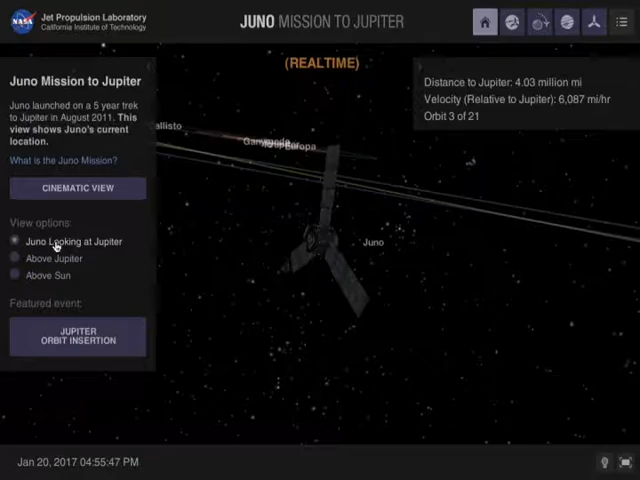 NASA
Jet Propulsion Laboratory
California Institute of Technology
JUNO MISSION TO JUPITER
(REALTIME)
Juno Mission to Jupiter
Juno launched on a 5 year trek
to Jupiter in August 2011. This
view shows Juno's current
location.
What is the Juno Mission?
CINEMATIC VIEW
View options:
Juno Looking at Jupiter
Above Jupiter
Above Sun
Featured event:
JUPITER
ORBIT INSERTION
Distance to Jupiter: 4.03 million mi
Velocity (Relative to Jupiter): 6,087 mi/hr
Orbit 3 of 21
allisto
Europa
Juno
Jan 20, 2017 04:55:47 PM